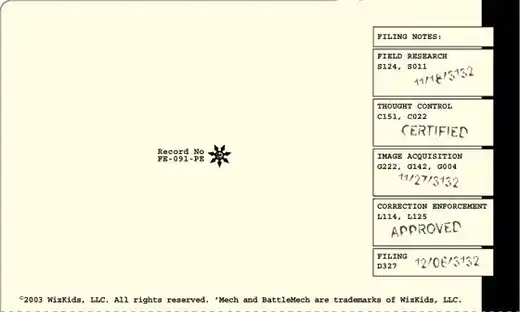 FILING NOTES:
FIELD RESEARCH
S124, S011
11/18/3132
THOUGHT CONTROL
C151, C022
CERTIFIED
Record No
FE-091-PE
IMAGE ACQUISITION
G222, G142, G004
11/27/3132
CORRECTION ENFORCEMENT
L114, L125
APPROVED
FILING
D327 12/06/3132
©2003 WizKids, LLC. All rights reserved. 'Mech and BattleMech are trademarks of WizKids, LLC.